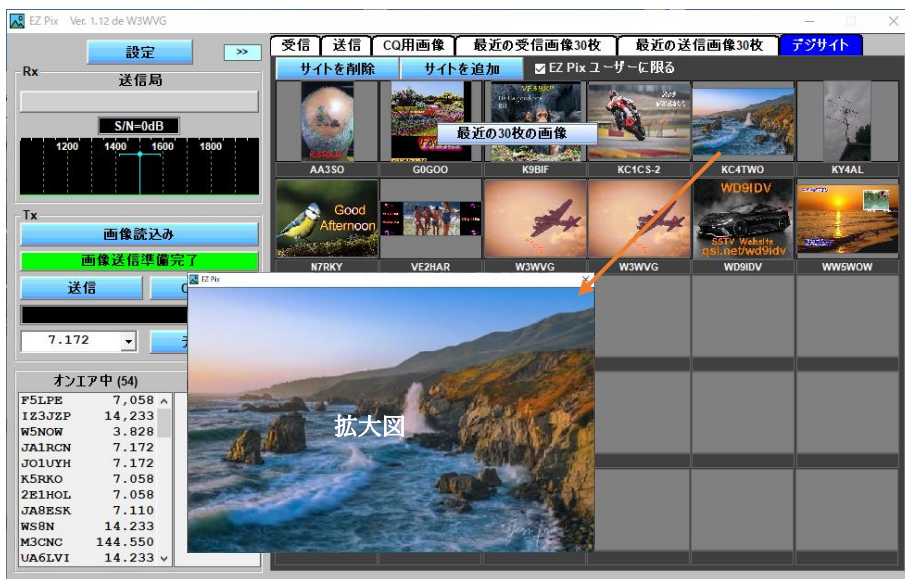 EZ Pix Ver. 1.12 de W3WVG
設定
>>
受信 送信 CQ用画像 最近の受信画像30枚 最近の送信画像30枚 デジサイト
サイトを削除 サイトを追加 EZ Pix ユーザーに限る
Rx
送信局
S/N=0dB
1200 1400 1600 1800
最近の30枚の画像
AA3SO G0GOO K9BIF KC1CS-2 KC4TWO KY4AL
Tx
画像読込み
画像送信準備完了
送信
7.172
Good
Afternoon
WD9IDV
SSTV Website
qsl.net/wd9idv
N7RKY VE2HAR W3WVG W3WVG WD9IDV WW5WOW
EZ Pix
拡大図
オンエア中 (54)
F5LPE 7,058
IZ3JZP 14,233
W5NOW 3.828
JA1RCN 7.172
JO1UYH 7.172
K5RKO 7.058
2E1HOL 7.058
JA8ESK 7.110
WS8N 14.233
M3CNC 144.550
UA6LVI 14.233